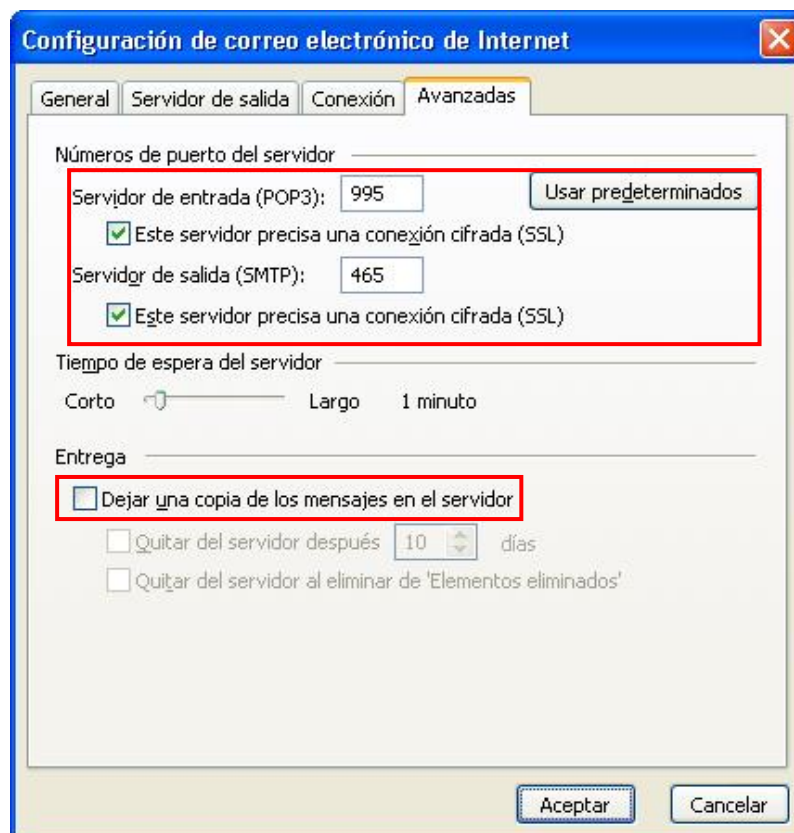 Configuración de correo electrónico de Internet
General Servidor de salida Conexión Avanzadas
Números de puerto del servidor
Servidor de entrada (POP3): 995 Usar predeterminados
Este servidor precisa una conexión cifrada (SSL)
Servidor de salida (SMTP): 465
Este servidor precisa una conexión cifrada (SSL)
Tiempo de espera del servidor
Corto Largo 1 minuto
Entrega
Dejar una copia de los mensajes en el servidor
Quitar del servidor después 10 días
Quitar del servidor al eliminar de 'Elementos eliminados'
Aceptar Cancelar